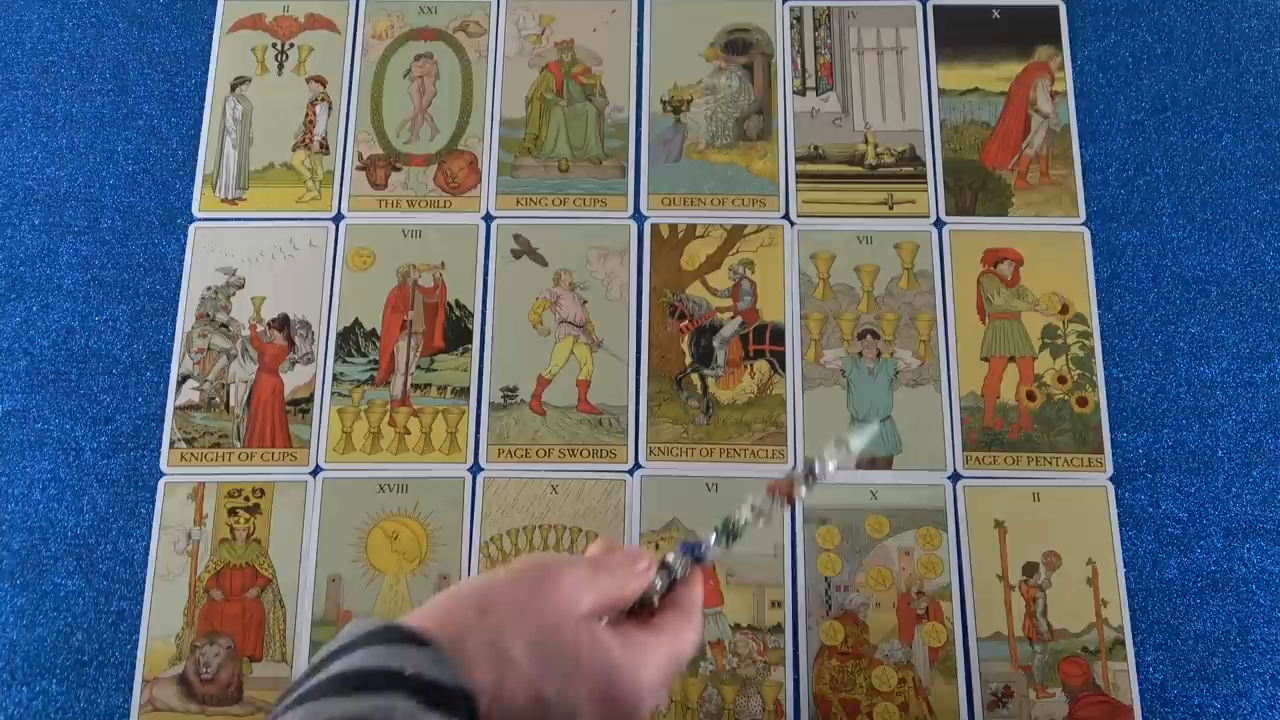 II
XXI
THE WORLD
KING OF CUPS
QUEEN OF CUPS
IV
X
KNIGHT OF CUPS
VIII
PAGE OF SWORDS
KNIGHT OF PENTACLES
VII
PAGE OF PENTACLES
XVIII
X
VI
X
II